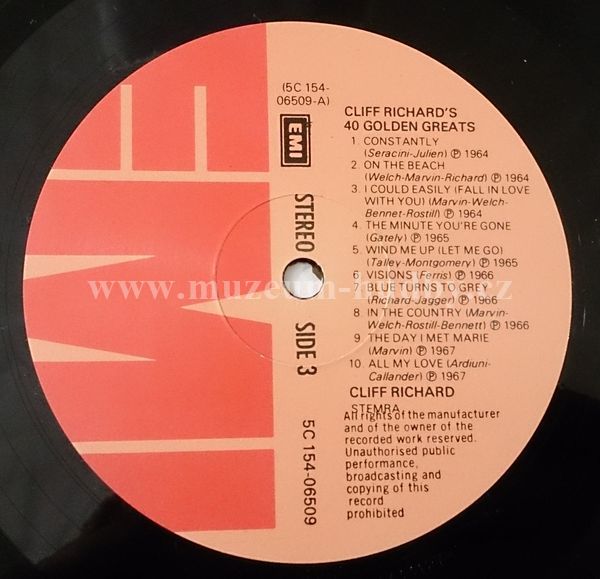 (5C 154-
06509-A)
EMI
STEREO
SIDE 3
5C 154-06509
CLIFF RICHARD'S
40 GOLDEN GREATS
1. CONSTANTLY
(Seracini-Julien) ℗ 1964
2. ON THE BEACH
(Welch-Marvin-Richard) ℗ 1964
3. I COULD EASILY (FALL IN LOVE
WITH YOU) (Marvin-Welch-
Bennet-Rostill) ℗ 1964
4. THE MINUTE YOU'RE GONE
(Gately) ℗ 1965
5. WIND ME UP (LET ME GO)
(Talley-Montgomery) ℗ 1965
6. VISIONS (Ferris) ℗ 1966
7. BLUE TURNS TO GREY
(Richard-Jagger) ℗ 1966
8. IN THE COUNTRY (Marvin-
Welch-Rostill-Bennett) ℗ 1966
9. THE DAY I MET MARIE
(Marvin) ℗ 1967
10. ALL MY LOVE (Ardiuni-
Callander) ℗ 1967
CLIFF RICHARD
STEMRA
All rights of the manufacturer
and of the owner of the
recorded work reserved.
Unauthorised public
performance,
broadcasting and
copying of this
record
prohibited
EMI